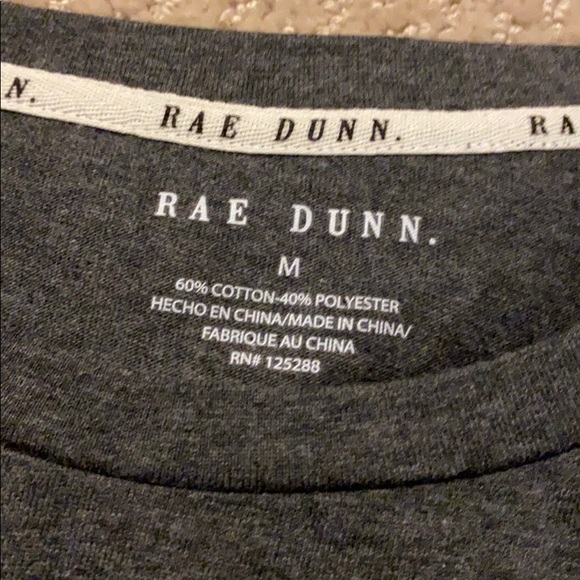 N. RAE DUNN. RA
RAE DUNN.
M
60% COTTON-40% POLYESTER
HECHO EN CHINA/MADE IN CHINA/
FABRIQUE AU CHINA
RN# 125288